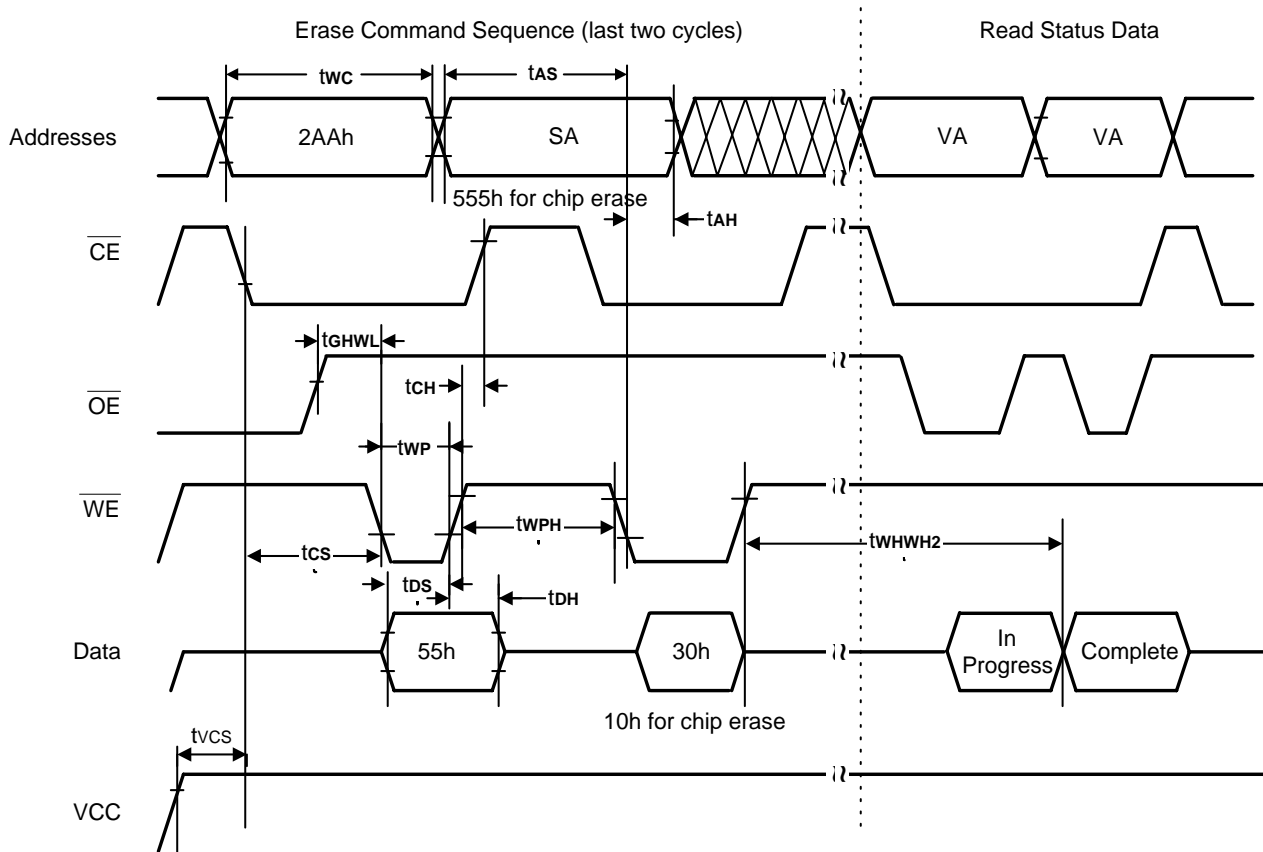 Erase Command Sequence (last two cycles)
Read Status Data
tWC
tAS
Addresses
2AAh
SA
VA
VA
555h for chip erase
tAH
CE
tGHWL
tCH
OE
tWP
WE
tWPH
tCS
tWHWH2
tDS
tDH
Data
55h
30h
In
Progress
Complete
10h for chip erase
tVCS
VCC